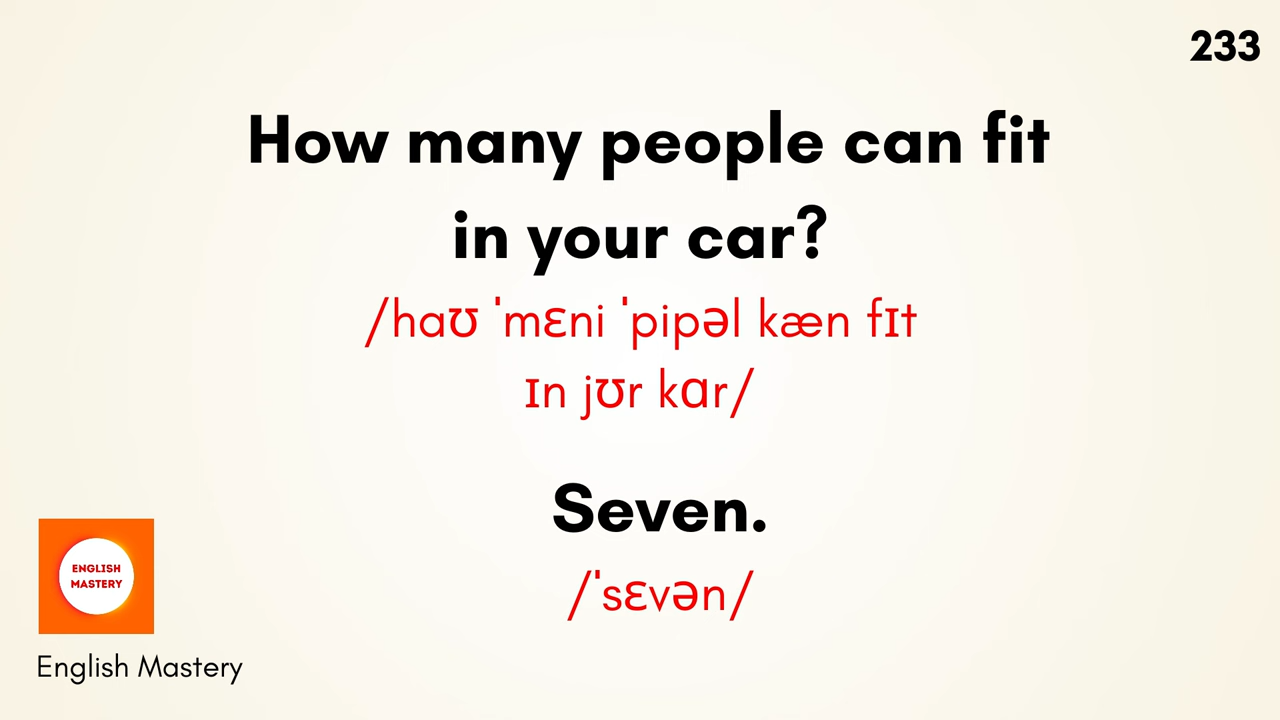 233
How many people can fit
in your car?
/haʊ ˈmɛni ˈpipəl kæn fɪt
ɪn jʊr kɑr/
Seven.
/ˈsɛvən/
ENGLISH
MASTERY
English Mastery